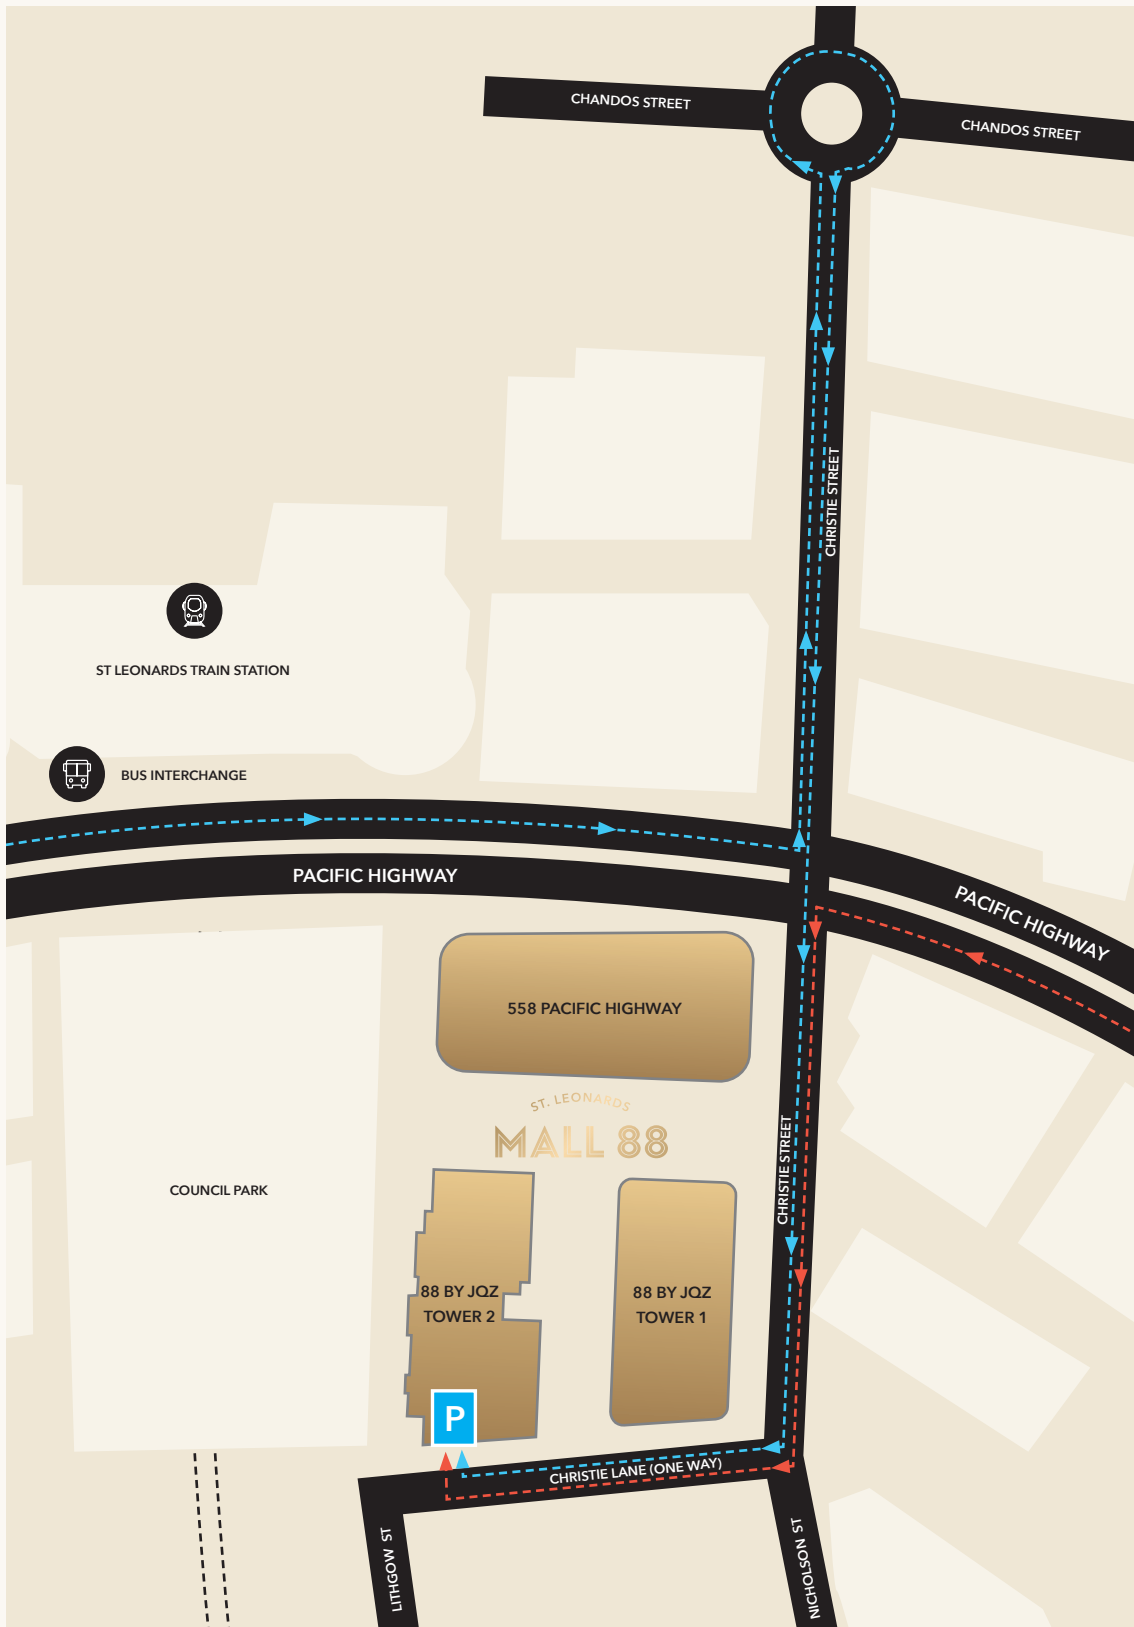 CHANDOS STREET
CHANDOS STREET
CHRISTIE STREET
ST LEONARDS TRAIN STATION
BUS INTERCHANGE
PACIFIC HIGHWAY
PACIFIC HIGHWAY
558 PACIFIC HIGHWAY
ST. LEONARDS
MALL 88
CHRISTIE STREET
COUNCIL PARK
88 BY JQZ
TOWER 2
88 BY JQZ
TOWER 1
P
CHRISTIE LANE (ONE WAY)
LITHGOW ST
NICHOLSON ST